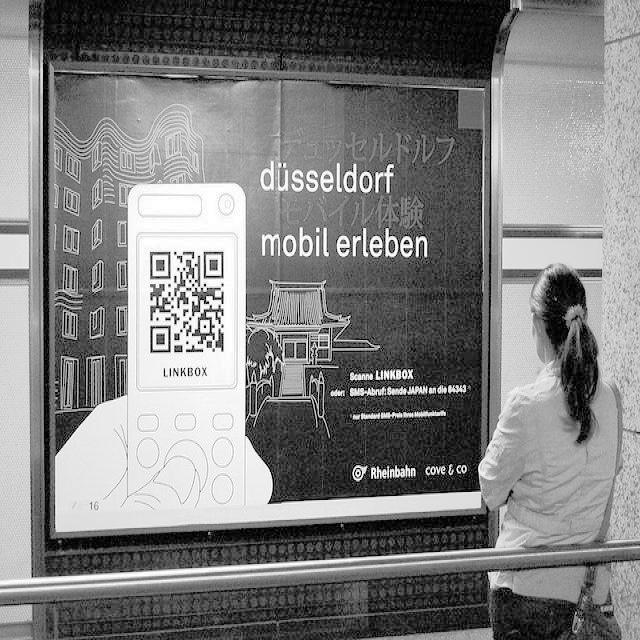 デュッセルドルフ
düsseldorf
モバイル体験
mobil erleben
LINKBOX
Scanne LINKBOX
oder: SMS-Abruf: Sende JAPAN an die 84343
Rheinbahn
cove & co
16